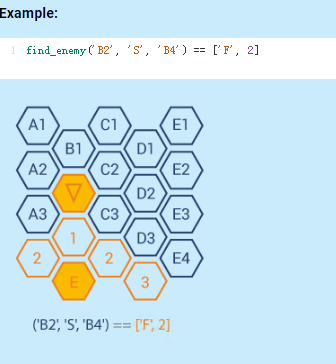 Example:
1 find_enemy('B2', 'S', 'B4') == ['F', 2]
A1 C1 E1
B1 D1
A2 C2 E2
D2
A3 C3 E3
1 D3
2 2 E4
E 3
('B2', 'S', 'B4') == ['F', 2]